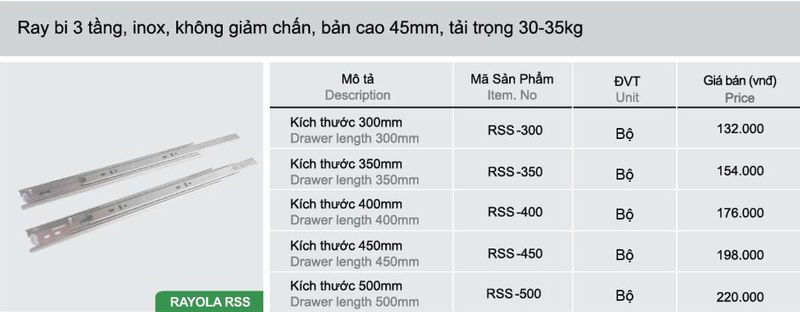 Ray bi 3 tầng, inox, không giảm chấn, bản cao 45mm, tải trọng 30-35kg
Mô tả Mã Sản Phẩm ĐVT Giá bán (vnđ)
Description Item. No Unit Price
Kích thước 300mm RSS-300 Bộ 132.000
Drawer length 300mm
Kích thước 350mm RSS-350 Bộ 154.000
Drawer length 350mm
Kích thước 400mm RSS-400 Bộ 176.000
Drawer length 400mm
Kích thước 450mm RSS-450 Bộ 198.000
Drawer length 450mm
Kích thước 500mm RSS-500 Bộ 220.000
Drawer length 500mm
RAYOLA RSS